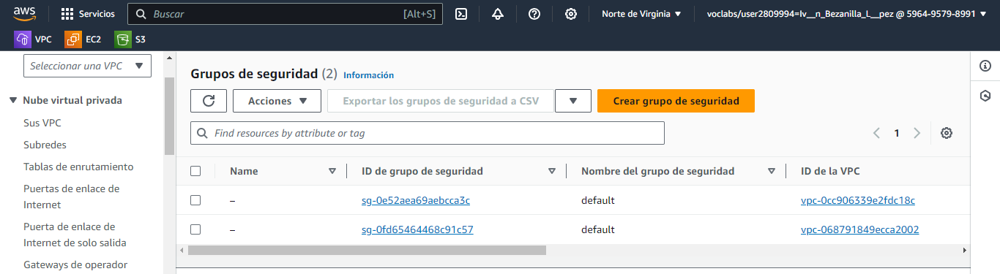 aws Servicios Buscar [Alt+S] Norte de Virginia voclabs/user2809994=Iv__n_Bezanilla_L__pez @ 5964-9579-8991
VPC EC2 S3
Seleccionar una VPC
Nube virtual privada
Sus VPC
Subredes
Tablas de enrutamiento
Puertas de enlace de
Internet
Puerta de enlace de
Internet de solo salida
Gateways de operador
Grupos de seguridad (2) Información
Acciones Exportar los grupos de seguridad a CSV Crear grupo de seguridad
Find resources by attribute or tag 1
Name ID de grupo de seguridad Nombre del grupo de seguridad ID de la VPC
– sg-0e52aea69aebcca3c default vpc-0cc906339e2fdc18c
– sg-0fd65464468c91c57 default vpc-068791849ecca2002